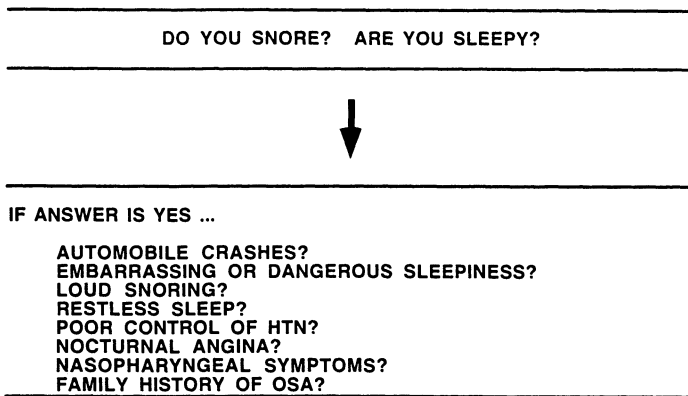 DO YOU SNORE? ARE YOU SLEEPY?
IF ANSWER IS YES ...
AUTOMOBILE CRASHES?
EMBARRASSING OR DANGEROUS SLEEPINESS?
LOUD SNORING?
RESTLESS SLEEP?
POOR CONTROL OF HTN?
NOCTURNAL ANGINA?
NASOPHARYNGEAL SYMPTOMS?
FAMILY HISTORY OF OSA?